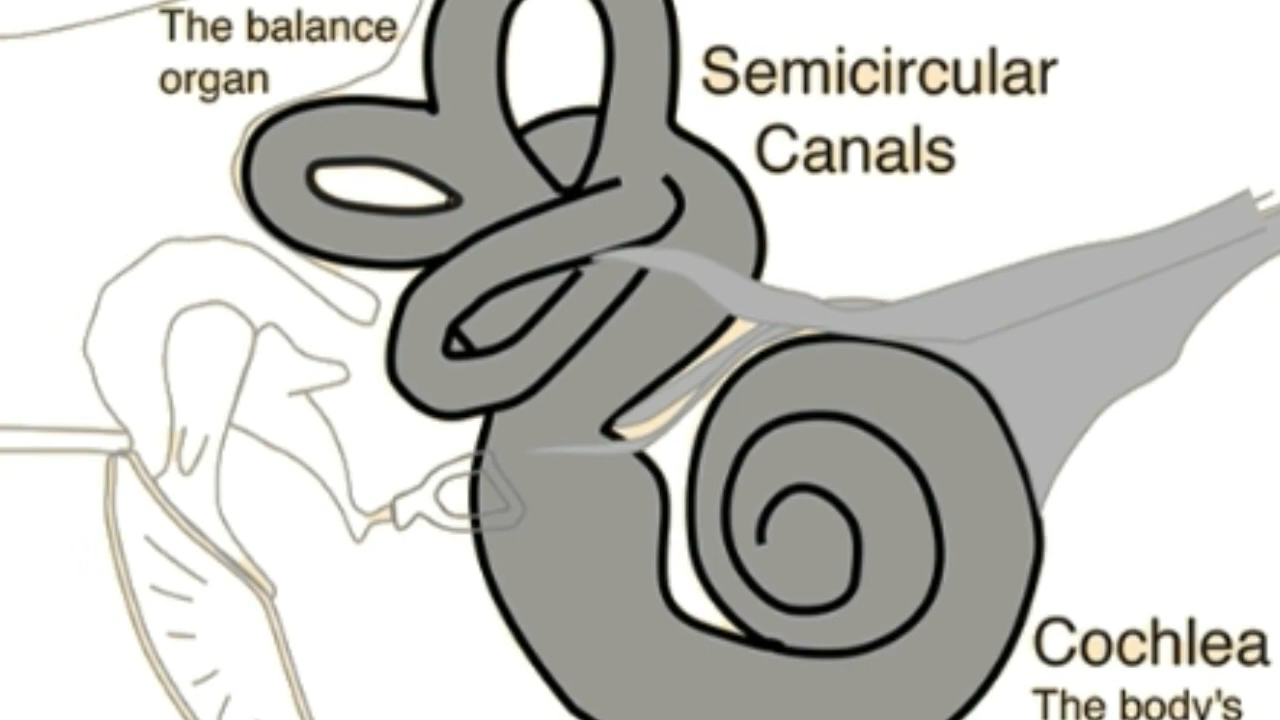 The balance
organ
Semicircular
Canals
Cochlea
The body's